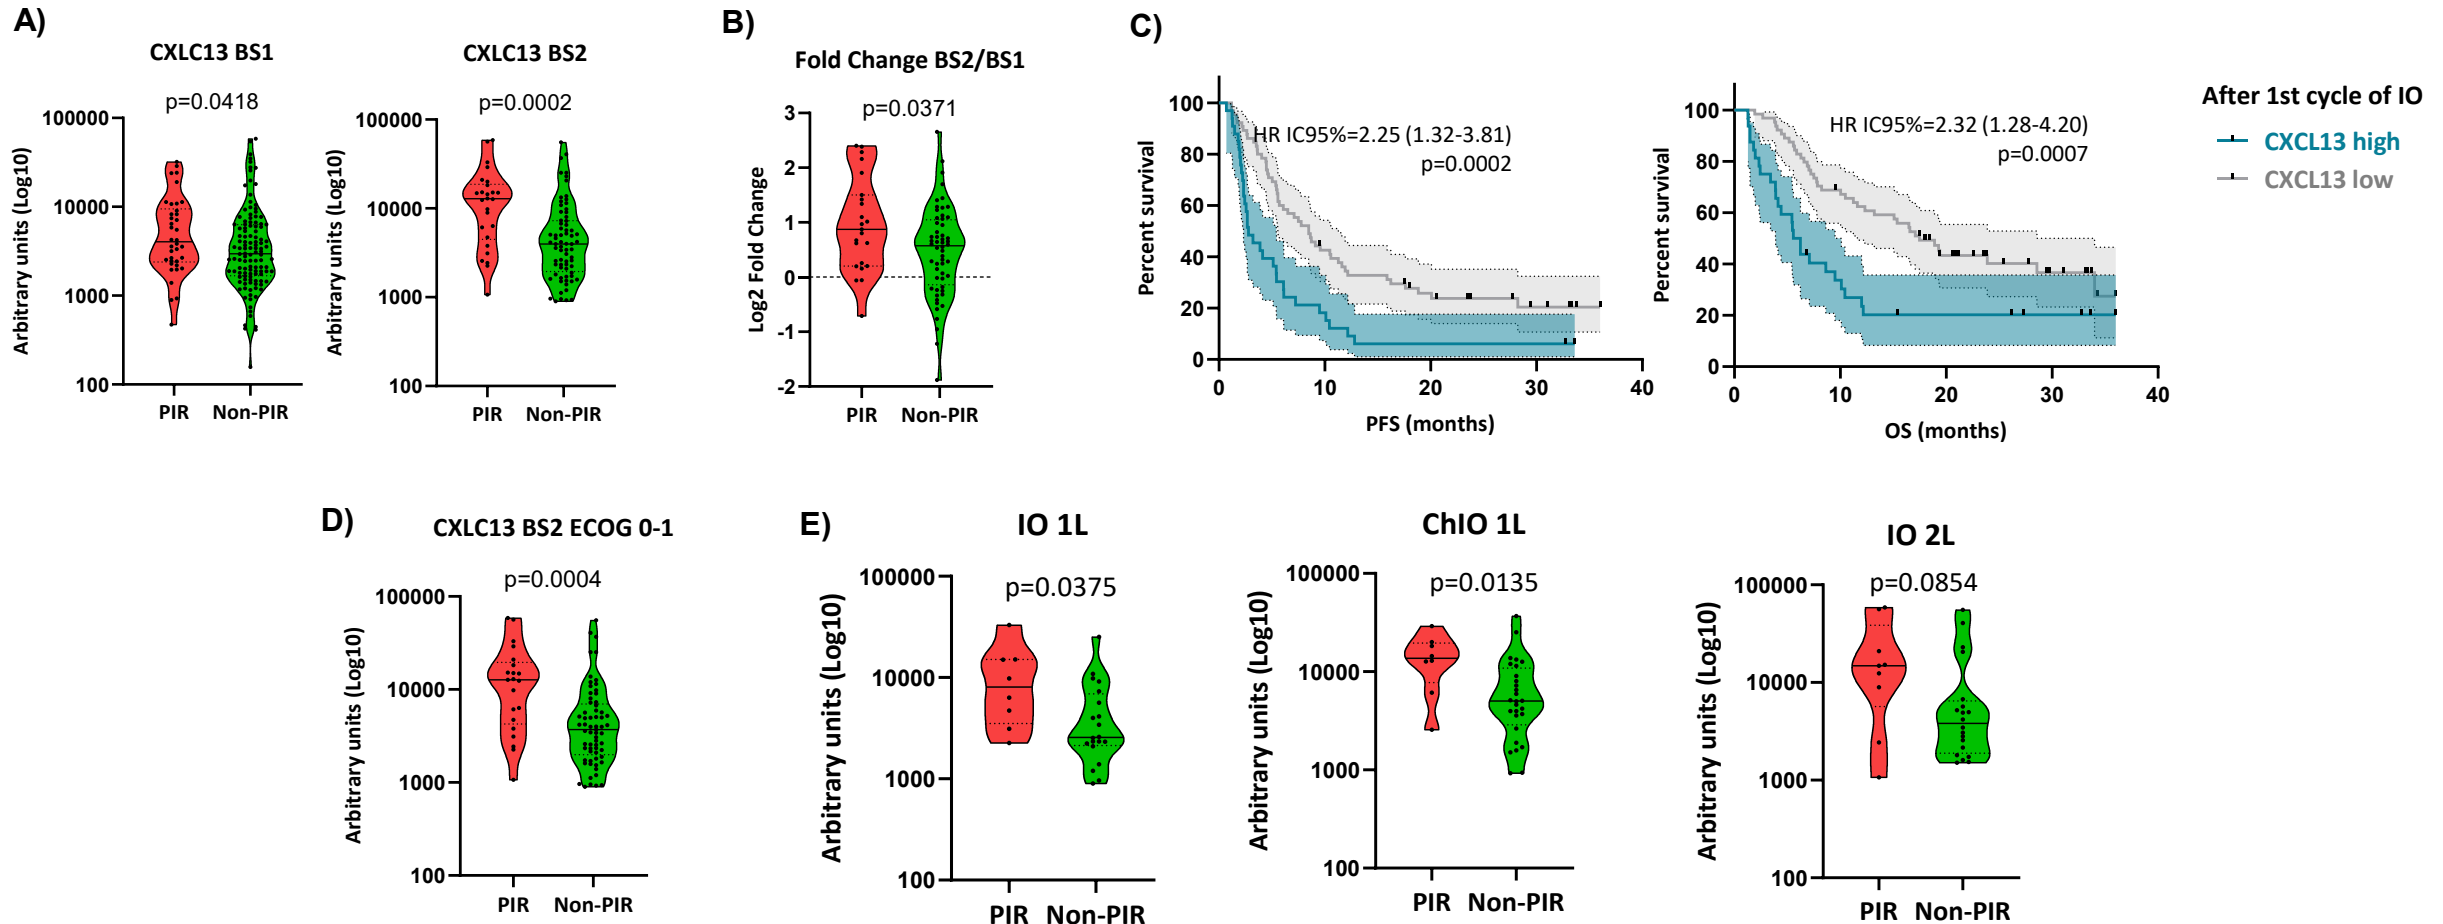 A)
CXLC13 BS1
p=0.0418
Arbitrary units (Log10)
100000
10000
1000
100
PIR Non-PIR
CXLC13 BS2
p=0.0002
Arbitrary units (Log10)
100000
10000
1000
100
PIR Non-PIR
B)
Fold Change BS2/BS1
p=0.0371
Log2 Fold Change
3
2
1
0
-1
-2
PIR Non-PIR
C)
HR IC95%=2.25 (1.32-3.81)
p=0.0002
Percent survival
100
80
60
40
20
0
0 10 20 30 40
PFS (months)
HR IC95%=2.32 (1.28-4.20)
p=0.0007
Percent survival
100
80
60
40
20
0
0 10 20 30 40
OS (months)
After 1st cycle of IO
CXCL13 high
CXCL13 low
D)
CXLC13 BS2 ECOG 0-1
p=0.0004
Arbitrary units (Log10)
100000
10000
1000
100
PIR Non-PIR
E)
IO 1L
p=0.0375
Arbitrary units (Log10)
100000
10000
1000
100
PIR Non-PIR
ChIO 1L
p=0.0135
Arbitrary units (Log10)
100000
10000
1000
100
PIR Non-PIR
IO 2L
p=0.0854
Arbitrary units (Log10)
100000
10000
1000
100
PIR Non-PIR